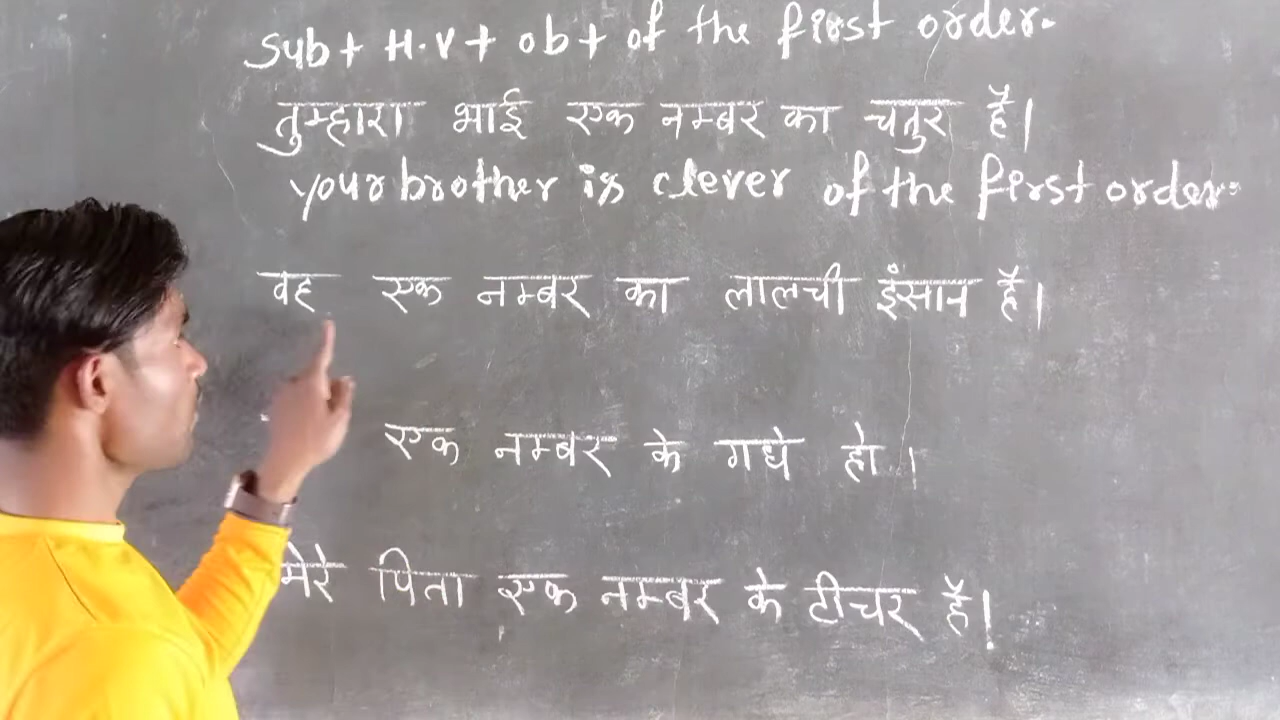 Sub + H.V + ob + of the first order.
तुम्हारा भाई एक नम्बर का चतुर है।
your brother is clever of the first order.
वह एक नम्बर का लालची इंसान है।
एक नम्बर के गधे हो।
मेरे पिता एक नम्बर के टीचर है।